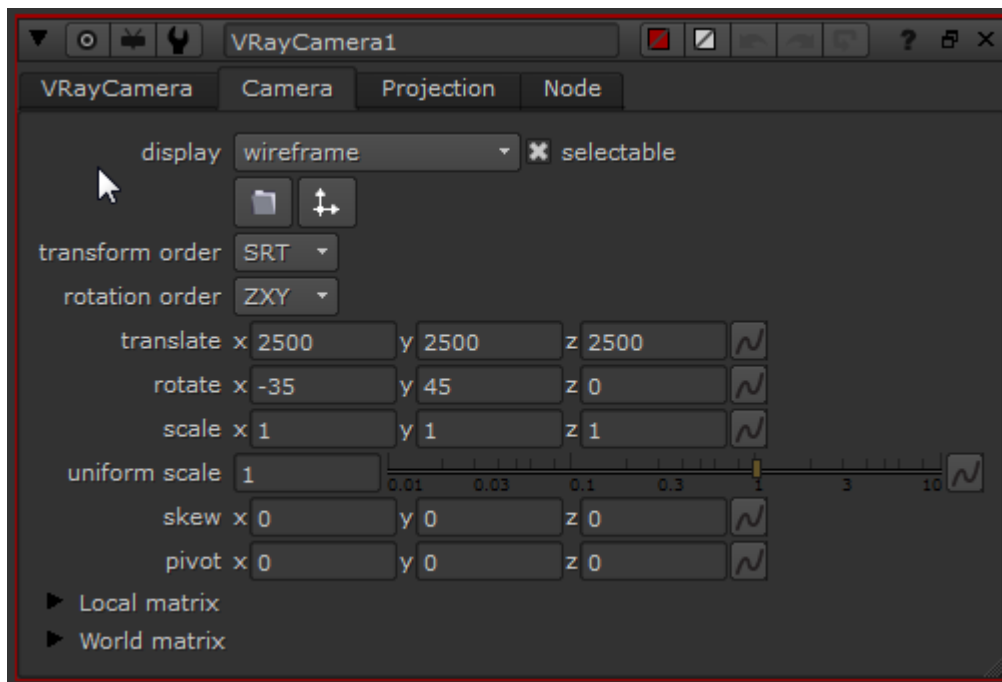 VRayCamera1 ?
VRayCamera Camera Projection Node
display wireframe selectable
transform order SRT
rotation order ZXY
translate x 2500 y 2500 z 2500
rotate x -35 y 45 z 0
scale x 1 y 1 z 1
uniform scale 1 0.01 0.03 0.1 0.3 1 3 10
skew x 0 y 0 z 0
pivot x 0 y 0 z 0
Local matrix
World matrix